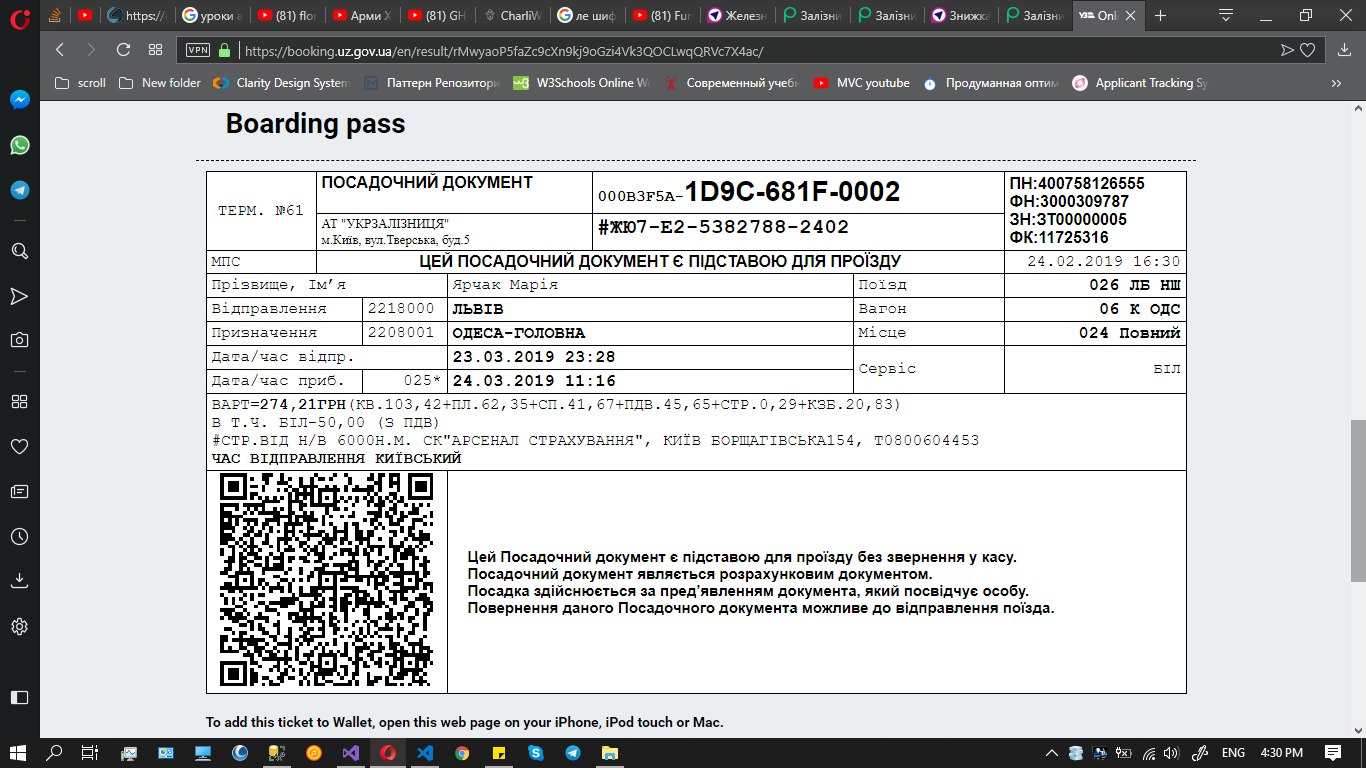 https://
уроки а
(81) flor
Арми Х
(81) GH
CharliW
ле шиф
(81) Fur
Железн
Залізни
Залізни
Знижка
Залізни
Onl
VPN
https://booking.uz.gov.ua/en/result/rMwyaoP5faZc9cXn9kj9oGzi4Vk3QOCLwqQRVc7X4ac/
scroll
New folder
Clarity Design System
Паттерн Репозитори
W3Schools Online We
Современный учебн
MVC youtube
Продуманная оптим
Applicant Tracking Sy
Boarding pass
ТЕРМ. №61
ПОСАДОЧНИЙ ДОКУМЕНТ
000B3F5A-1D9C-681F-0002
ПН:400758126555
ФН:3000309787
ЗН:ЗТ00000005
ФК:11725316
АТ "УКРЗАЛІЗНИЦЯ"
м.Київ, вул.Тверська, буд.5
#ЖЮ7-Е2-5382788-2402
МПС
ЦЕЙ ПОСАДОЧНИЙ ДОКУМЕНТ Є ПІДСТАВОЮ ДЛЯ ПРОЇЗДУ
24.02.2019 16:30
Прізвище, Ім’я
Ярчак Марія
Поїзд
026 ЛБ НШ
Відправлення
2218000
ЛЬВІВ
Вагон
06 К ОДС
Призначення
2208001
ОДЕСА-ГОЛОВНА
Місце
024 Повний
Дата/час відпр.
23.03.2019 23:28
Сервіс
БІЛ
Дата/час приб.
025*
24.03.2019 11:16
ВАРТ=274,21ГРН(КВ.103,42+ПЛ.62,35+СП.41,67+ПДВ.45,65+СТР.0,29+КЗБ.20,83)
В Т.Ч. БІЛ-50,00 (З ПДВ)
#СТР.ВІД Н/В 6000Н.М. СК"АРСЕНАЛ СТРАХУВАННЯ", КИЇВ БОРЩАГІВСЬКА154, Т0800604453
ЧАС ВІДПРАВЛЕННЯ КИЇВСЬКИЙ
Цей Посадочний документ є підставою для проїзду без звернення у касу.
Посадочний документ являється розрахунковим документом.
Посадка здійснюється за пред’явленням документа, який посвідчує особу.
Повернення даного Посадочного документа можливе до відправлення поїзда.
To add this ticket to Wallet, open this web page on your iPhone, iPod touch or Mac.
ENG
4:30 PM